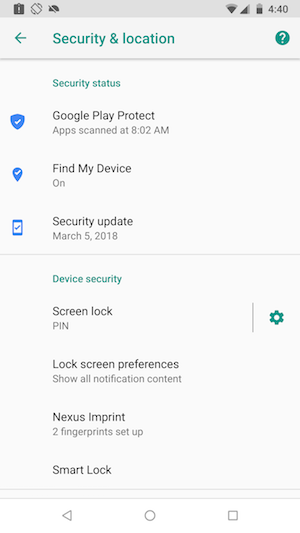 4:40
Security & location
Security status
Google Play Protect
Apps scanned at 8:02 AM
Find My Device
On
Security update
March 5, 2018
Device security
Screen lock
PIN
Lock screen preferences
Show all notification content
Nexus Imprint
2 fingerprints set up
Smart Lock